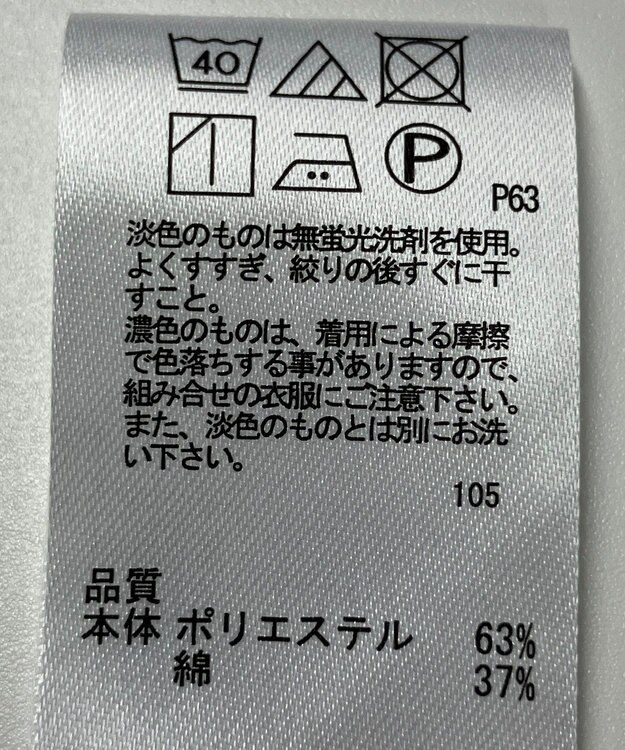 40
P
P63
淡色のものは無蛍光洗剤を使用。
よくすすぎ、絞りの後すぐに干
すこと。
濃色のものは、着用による摩擦
で色落ちする事がありますので、
組み合せの衣服にご注意下さい。
また、淡色のものとは別にお洗
い下さい。
105
品質
本体 ポリエステル 63%
綿 37%